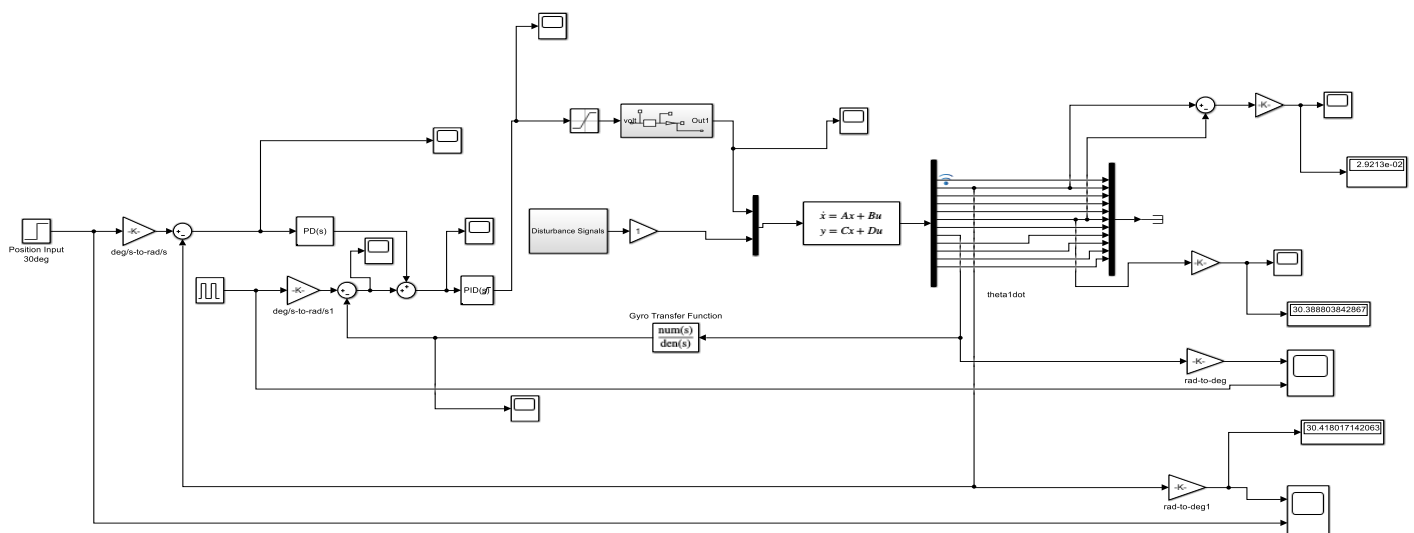 volt
Out1
-K-
2.9213e-02
Position Input
30deg
-K-
deg/s-to-rad/s
+
-
PD(s)
Disturbance Signals
1
ẋ = Ax + Bu
y = Cx + Du
-K-
deg/s-to-rad/s1
+
-
+
+
-K-
theta1dot
30.388803842867
Gyro Transfer Function
num(s)
den(s)
-K-
rad-to-deg
30.418017142063
-K-
rad-to-deg1